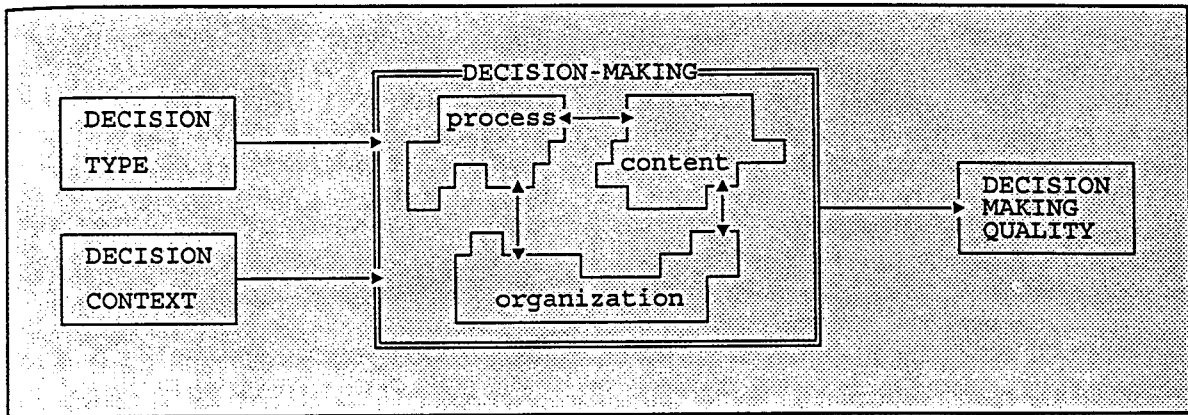 DECISION-MAKING
DECISION
TYPE
DECISION
CONTEXT
process
content
organization
DECISION
MAKING
QUALITY